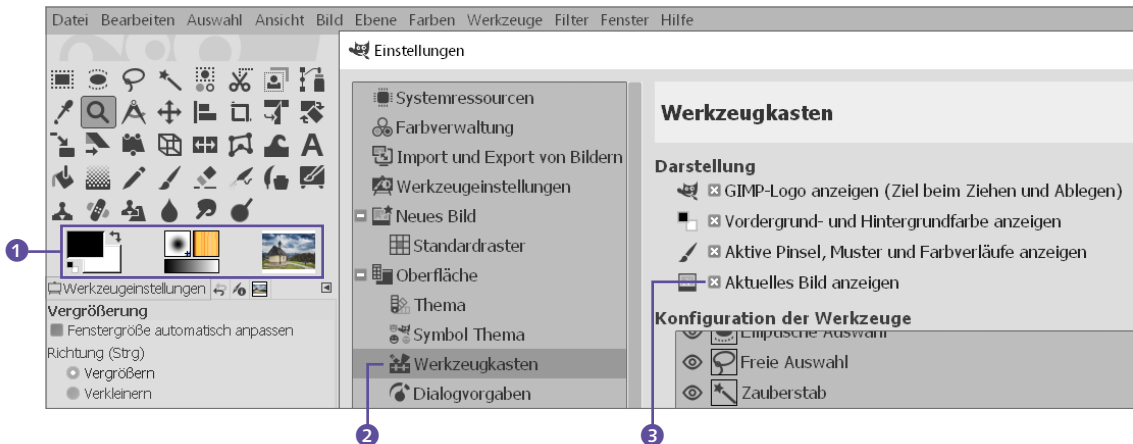 Datei Bearbeiten Auswahl Ansicht Bild Ebene Farben Werkzeuge Filter Fenster Hilfe
Einstellungen
A
1
Werkzeugeinstellungen
Vergrößerung
Fenstergröße automatisch anpassen
Richtung (Strg)
Vergrößern
Verkleinern
Systemressourcen
Farbverwaltung
Import und Export von Bildern
Werkzeugeinstellungen
Neues Bild
Standardraster
Oberfläche
Thema
Symbol Thema
Werkzeugkasten
Dialogvorgaben
2
Werkzeugkasten
Darstellung
GIMP-Logo anzeigen (Ziel beim Ziehen und Ablegen)
Vordergrund- und Hintergrundfarbe anzeigen
Aktive Pinsel, Muster und Farbverläufe anzeigen
Aktuelles Bild anzeigen
Konfiguration der Werkzeuge
Elliptische Auswahl
Freie Auswahl
Zauberstab
3